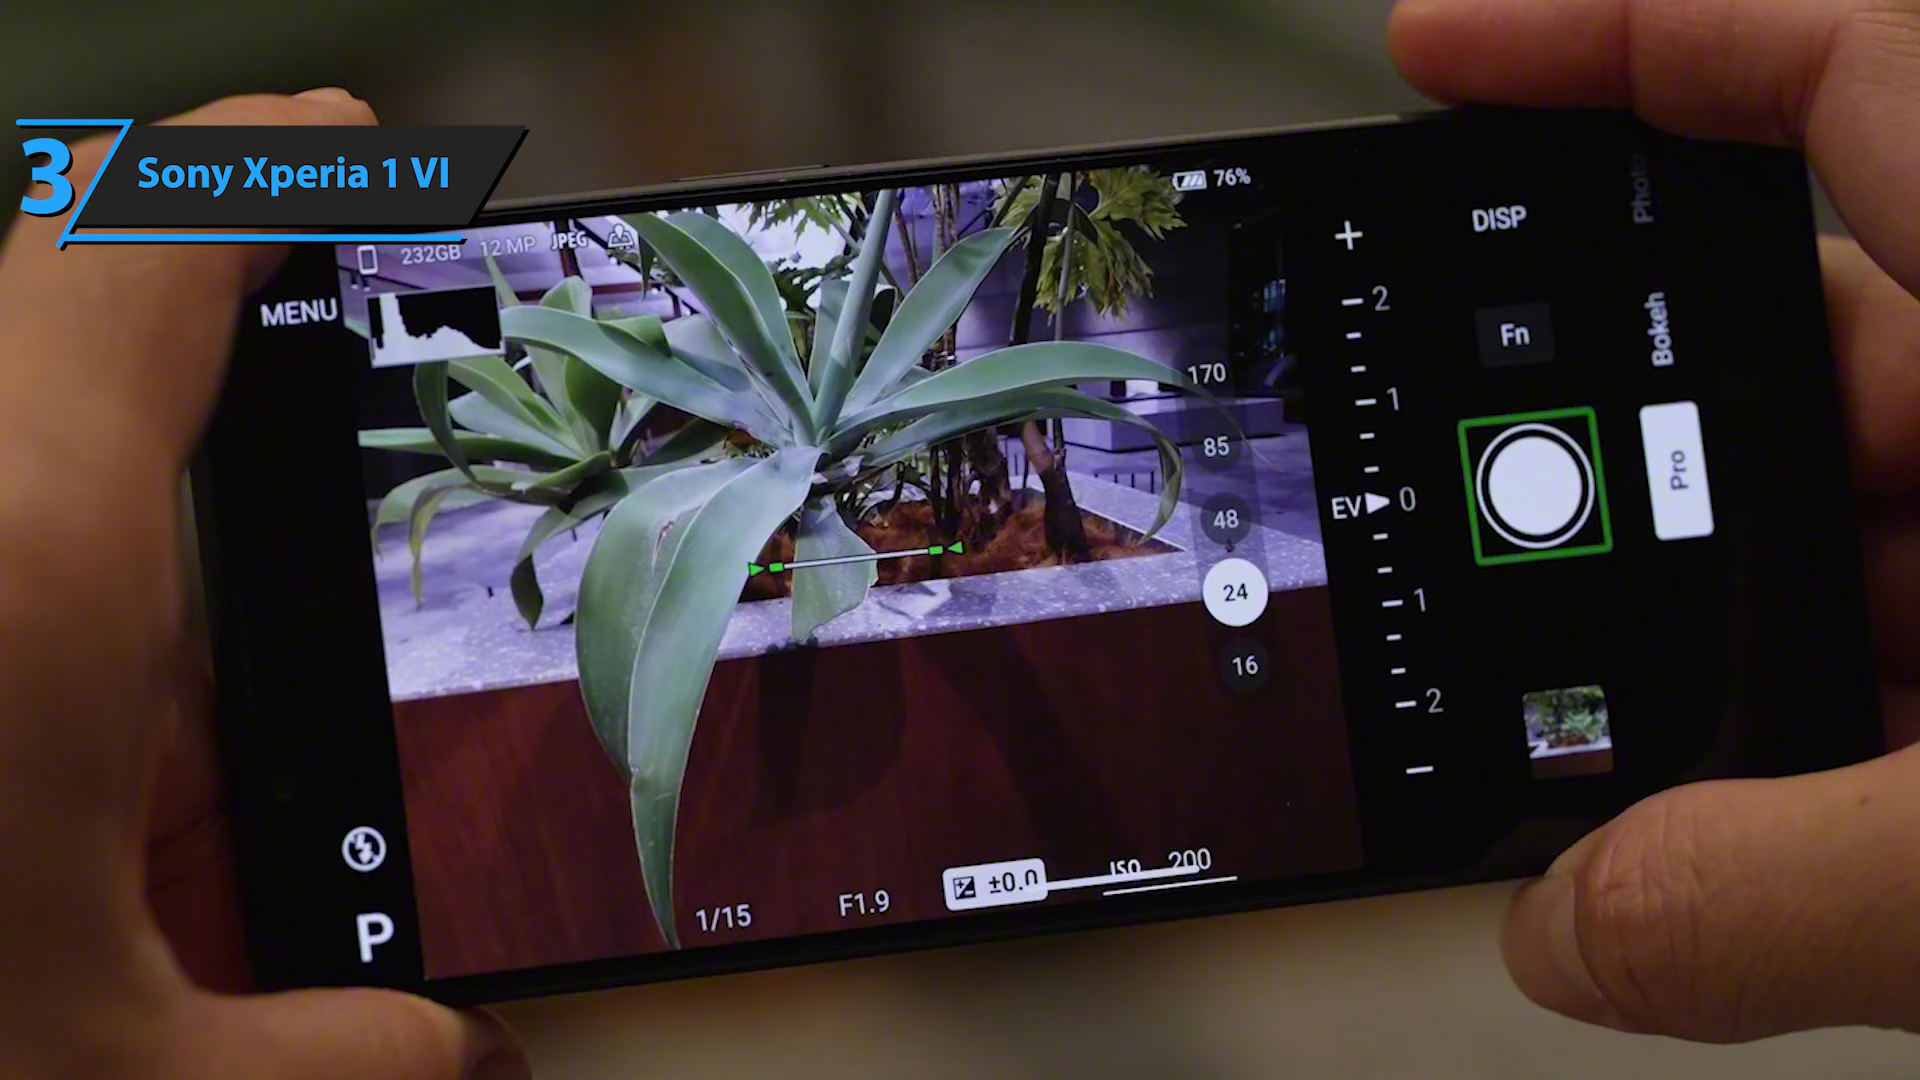 3
Sony Xperia 1 VI
76%
232GB 12 MP JPEG
MENU
DISP
Photo
+
2
1
EV 0
1
2
−
Fn
Bokeh
Pro
170
85
48
24
16
1/15
F1.9
±0.0
ISO 200
P